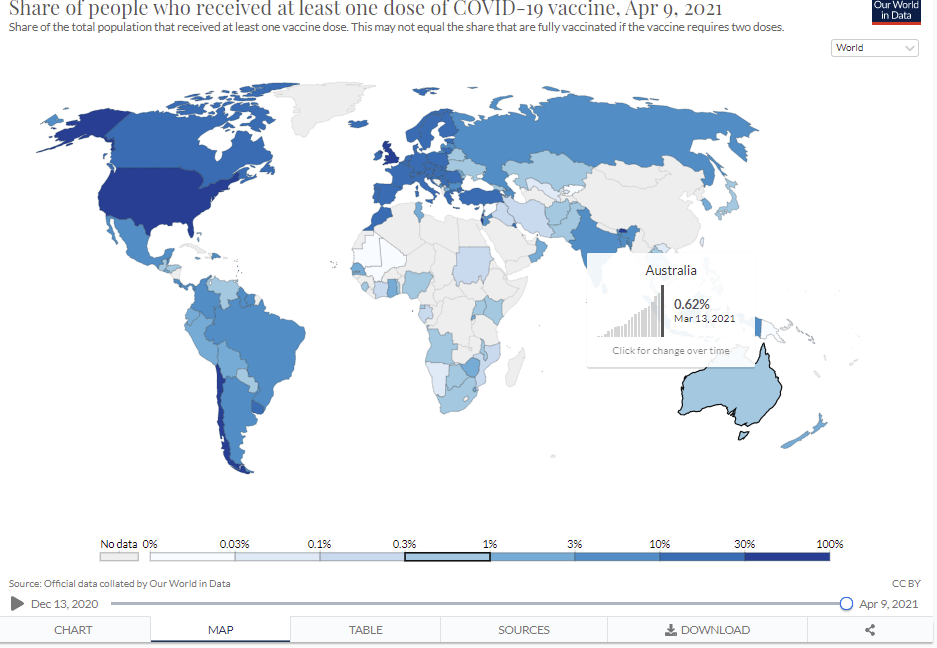 Share of people who received at least one dose of COVID-19 vaccine, Apr 9, 2021
Our World
in Data
Share of the total population that received at least one vaccine dose. This may not equal the share that are fully vaccinated if the vaccine requires two doses.
World
Australia
0.62%
Mar 13, 2021
Click for change over time
No data 0% 0.03% 0.1% 0.3% 1% 3% 10% 30% 100%
Source: Official data collated by Our World in Data
CC BY
Dec 13, 2020
Apr 9, 2021
CHART MAP TABLE SOURCES DOWNLOAD